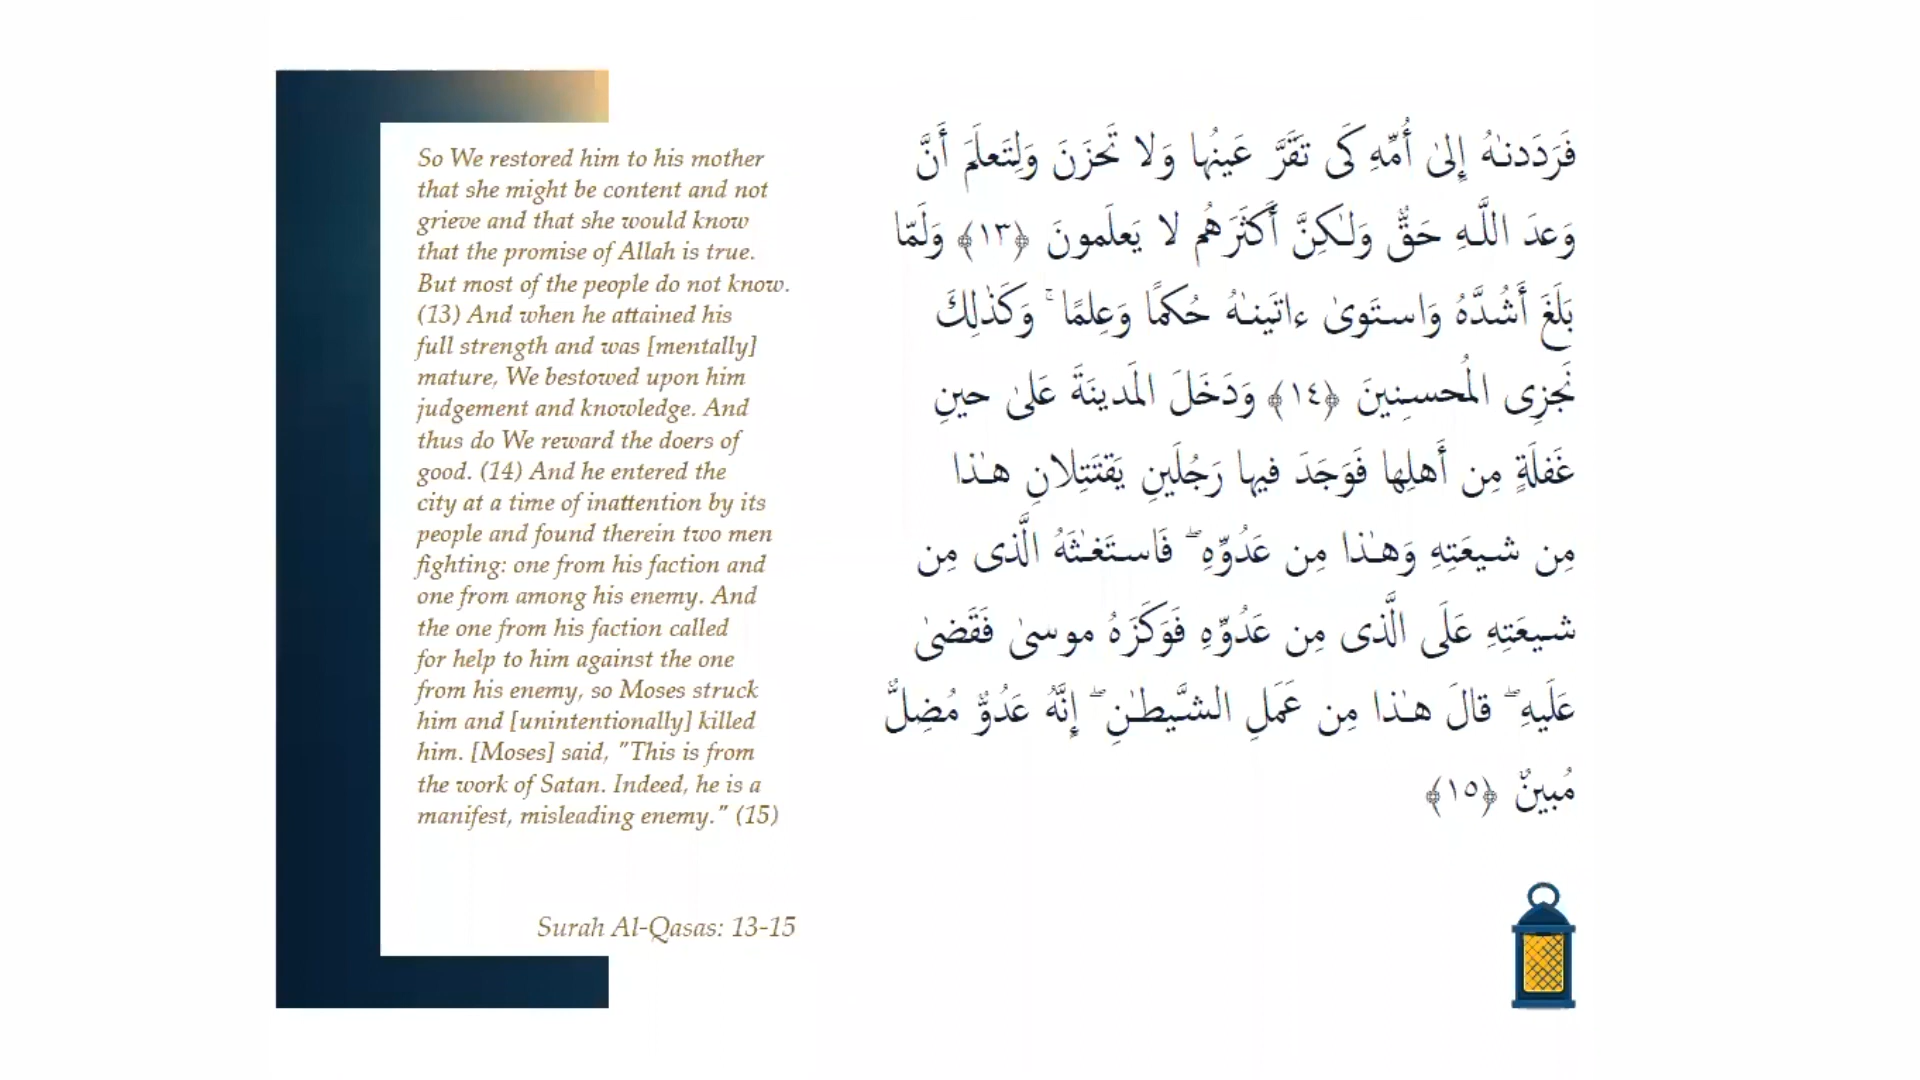 So We restored him to his mother
that she might be content and not
grieve and that she would know
that the promise of Allah is true.
But most of the people do not know.
(13) And when he attained his
full strength and was [mentally]
mature, We bestowed upon him
judgement and knowledge. And
thus do We reward the doers of
good. (14) And he entered the
city at a time of inattention by its
people and found therein two men
fighting: one from his faction and
one from among his enemy. And
the one from his faction called
for help to him against the one
from his enemy, so Moses struck
him and [unintentionally] killed
him. [Moses] said, "This is from
the work of Satan. Indeed, he is a
manifest, misleading enemy." (15)
Surah Al-Qasas: 13-15
فَرَدَدنـٰهُ إِلىٰ أُمِّهِ كَى تَقَرَّ عَينُها وَلا تَحزَنَ وَلِتَعلَمَ أَنَّ
وَعدَ اللَّـهِ حَقٌّ وَلـٰكِنَّ أَكثَرَهُم لا يَعلَمونَ ﴿١٣﴾ وَلَمّا
بَلَغَ أَشُدَّهُ وَاستَوىٰ ءاتَينـٰهُ حُكمًا وَعِلمًا ۚ وَكَذٰلِكَ
نَجزِى المُحسِنينَ ﴿١٤﴾ وَدَخَلَ المَدينَةَ عَلىٰ حينِ
غَفلَةٍ مِن أَهلِها فَوَجَدَ فيها رَجُلَينِ يَقتَتِلانِ هـٰذا
مِن شيعَتِهِ وَهـٰذا مِن عَدُوِّهِ ۖ فَاستَغـٰثَهُ الَّذى مِن
شيعَتِهِ عَلَى الَّذى مِن عَدُوِّهِ فَوَكَزَهُ موسىٰ فَقَضىٰ
عَلَيهِ ۖ قالَ هـٰذا مِن عَمَلِ الشَّيطـٰنِ ۖ إِنَّهُ عَدُوٌّ مُضِلٌّ
مُبينٌ ﴿١٥﴾